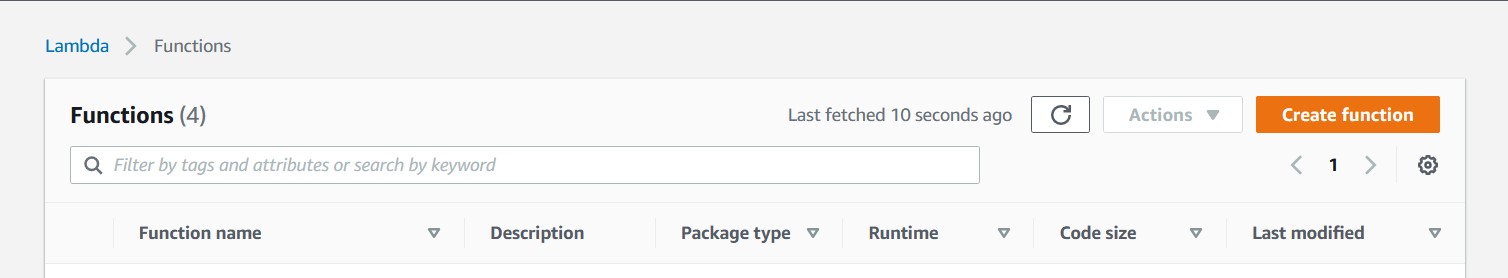 Lambda > Functions
Functions (4) Last fetched 10 seconds ago Actions Create function
Filter by tags and attributes or search by keyword 1
Function name Description Package type Runtime Code size Last modified